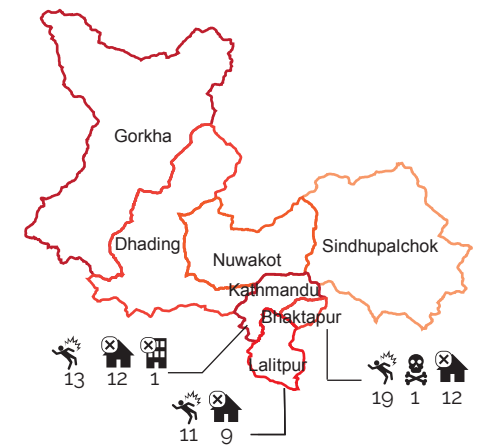 Gorkha
Dhading
Nuwakot
Sindhupalchok
Kathmandu
Bhaktapur
Lalitpur
13 12 1
19 1 12
11 9